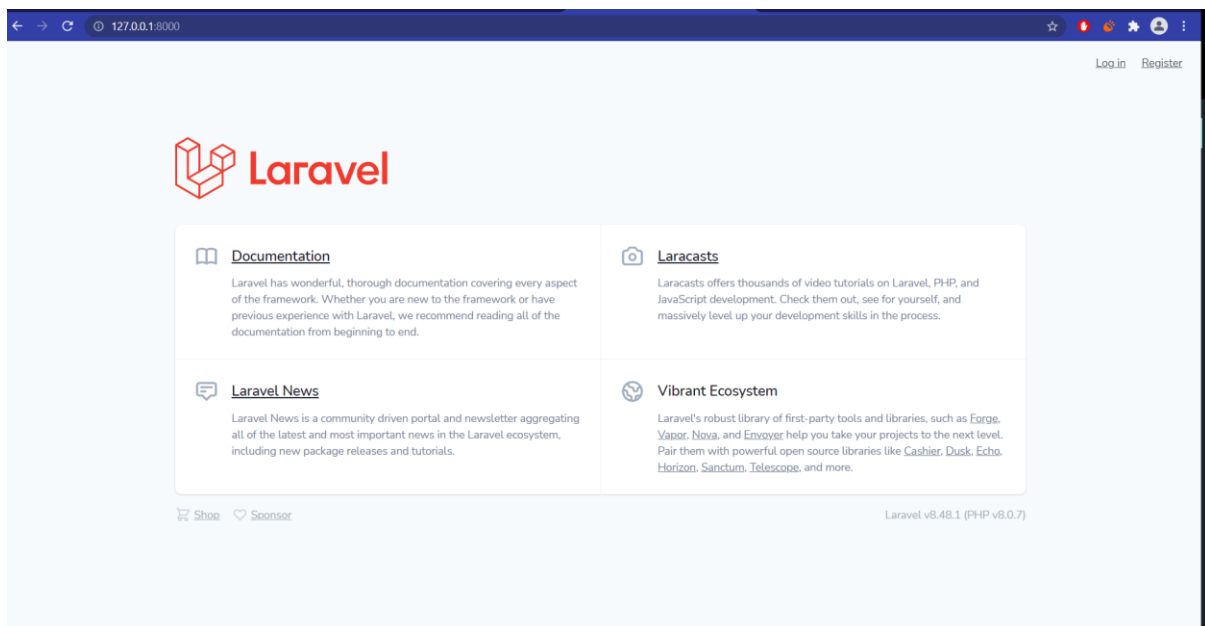 127.0.0.1:8000
Log in Register
Laravel
Documentation
Laravel has wonderful, thorough documentation covering every aspect
of the framework. Whether you are new to the framework or have
previous experience with Laravel, we recommend reading all of the
documentation from beginning to end.
Laracasts
Laracasts offers thousands of video tutorials on Laravel, PHP, and
JavaScript development. Check them out, see for yourself, and
massively level up your development skills in the process.
Laravel News
Laravel News is a community driven portal and newsletter aggregating
all of the latest and most important news in the Laravel ecosystem,
including new package releases and tutorials.
Vibrant Ecosystem
Laravel's robust library of first-party tools and libraries, such as Forge,
Vapor, Nova, and Envoyer help you take your projects to the next level.
Pair them with powerful open source libraries like Cashier, Dusk, Echo,
Horizon, Sanctum, Telescope, and more.
Shop Sponsor
Laravel v8.48.1 (PHP v8.0.7)